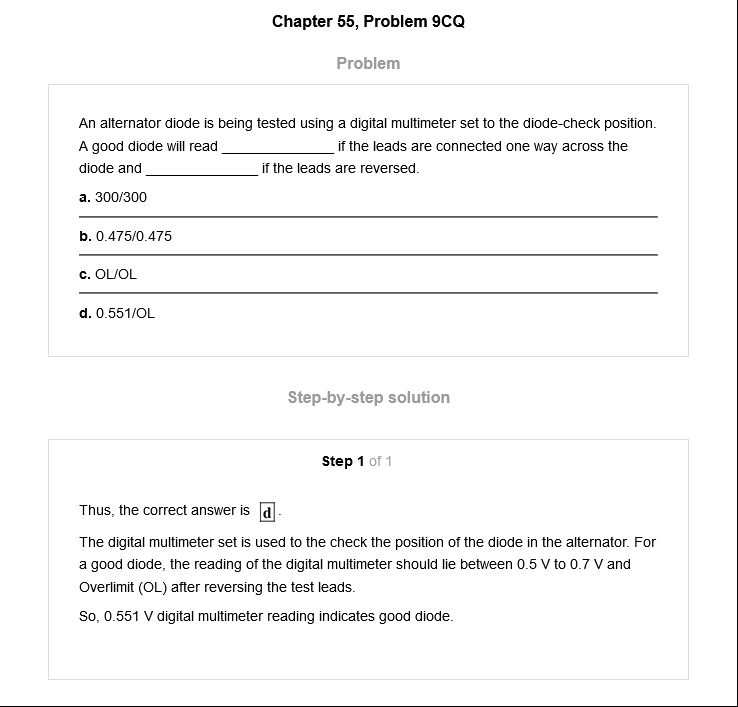 Chapter 55, Problem 9CQ
Problem
An alternator diode is being tested using a digital multimeter set to the diode-check position.
A good diode will read ______________ if the leads are connected one way across the
diode and ______________ if the leads are reversed.
a. 300/300
b. 0.475/0.475
c. OL/OL
d. 0.551/OL
Step-by-step solution
Step 1 of 1
Thus, the correct answer is d.
The digital multimeter set is used to the check the position of the diode in the alternator. For
a good diode, the reading of the digital multimeter should lie between 0.5 V to 0.7 V and
Overlimit (OL) after reversing the test leads.
So, 0.551 V digital multimeter reading indicates good diode.